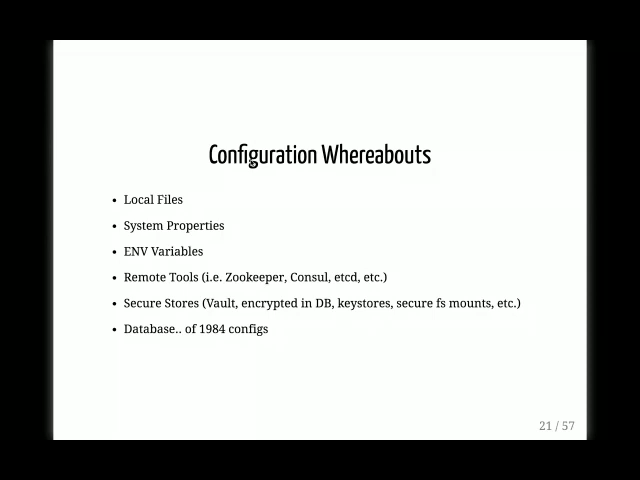 Configuration Whereabouts
• Local Files
• System Properties
• ENV Variables
• Remote Tools (i.e. Zookeeper, Consul, etcd, etc.)
• Secure Stores (Vault, encrypted in DB, keystores, secure fs mounts, etc.)
• Database.. of 1984 configs
21 / 57